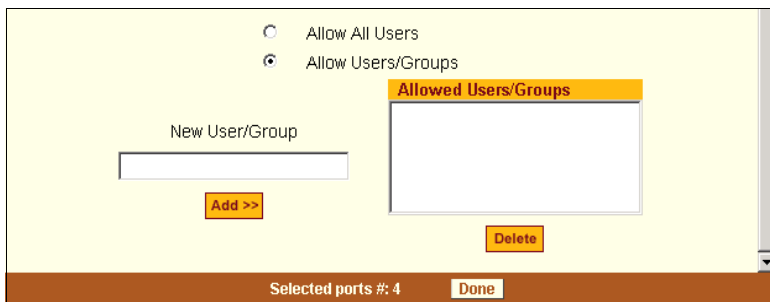 Allow All Users
Allow Users/Groups
Allowed Users/Groups
New User/Group
Add >>
Delete
Selected ports #: 4 Done